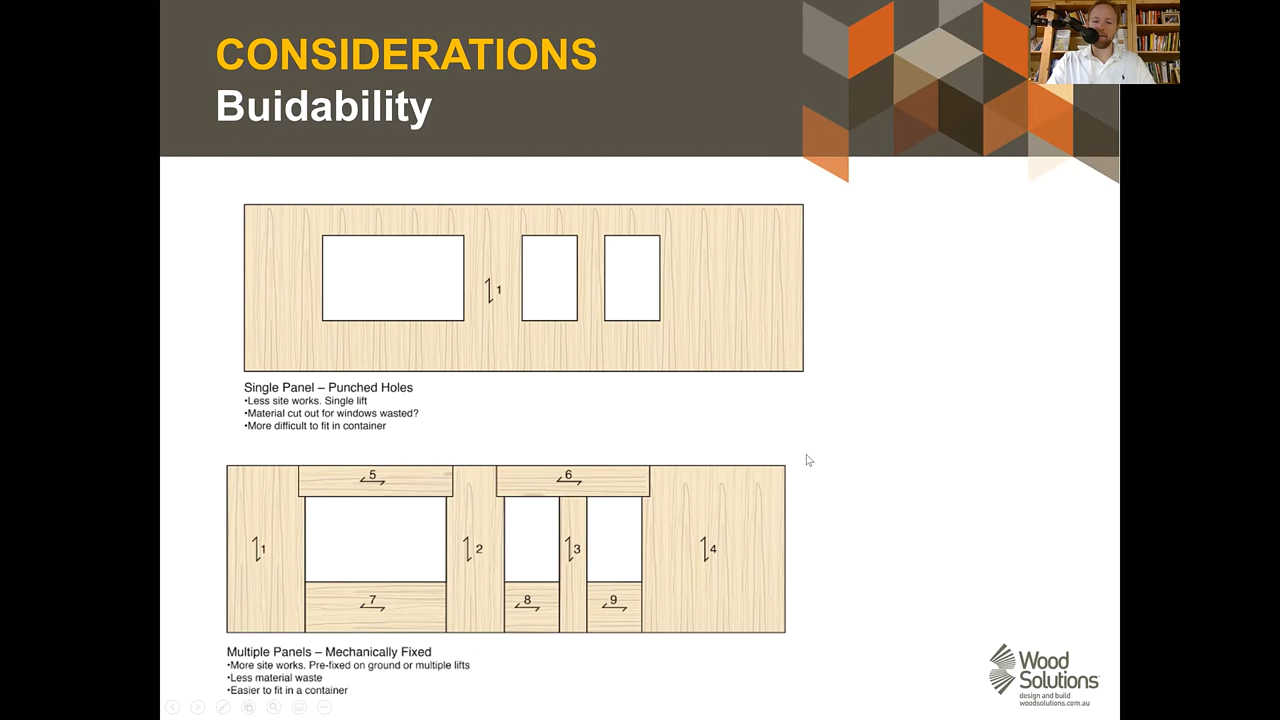 CONSIDERATIONS
Buidability
1
Single Panel – Punched Holes
•Less site works. Single lift
•Material cut out for windows wasted?
•More difficult to fit in container
5
6
1
2
3
4
7
8
9
Multiple Panels – Mechanically Fixed
•More site works. Pre-fixed on ground or multiple lifts
•Less material waste
•Easier to fit in a container
Wood
Solutions
design and build
woodsolutions.com.au